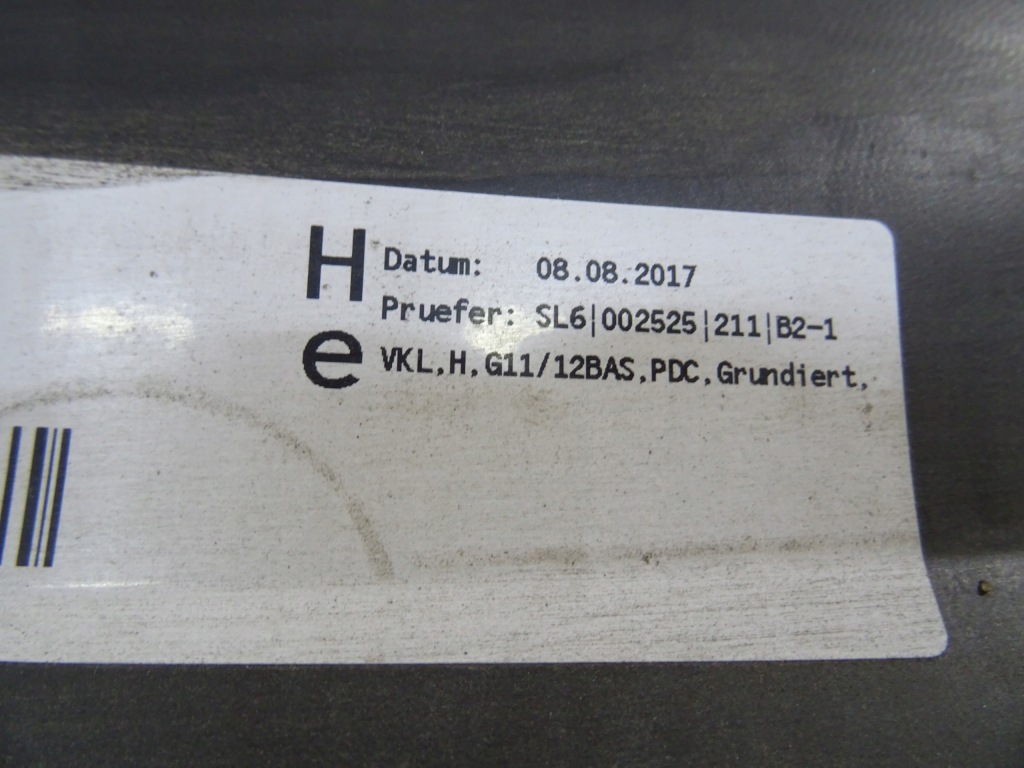 H
e
Datum: 08.08.2017
Pruefer: SL6|002525|211|B2-1
VKL,H,G11/12BAS,PDC,Grundiert,